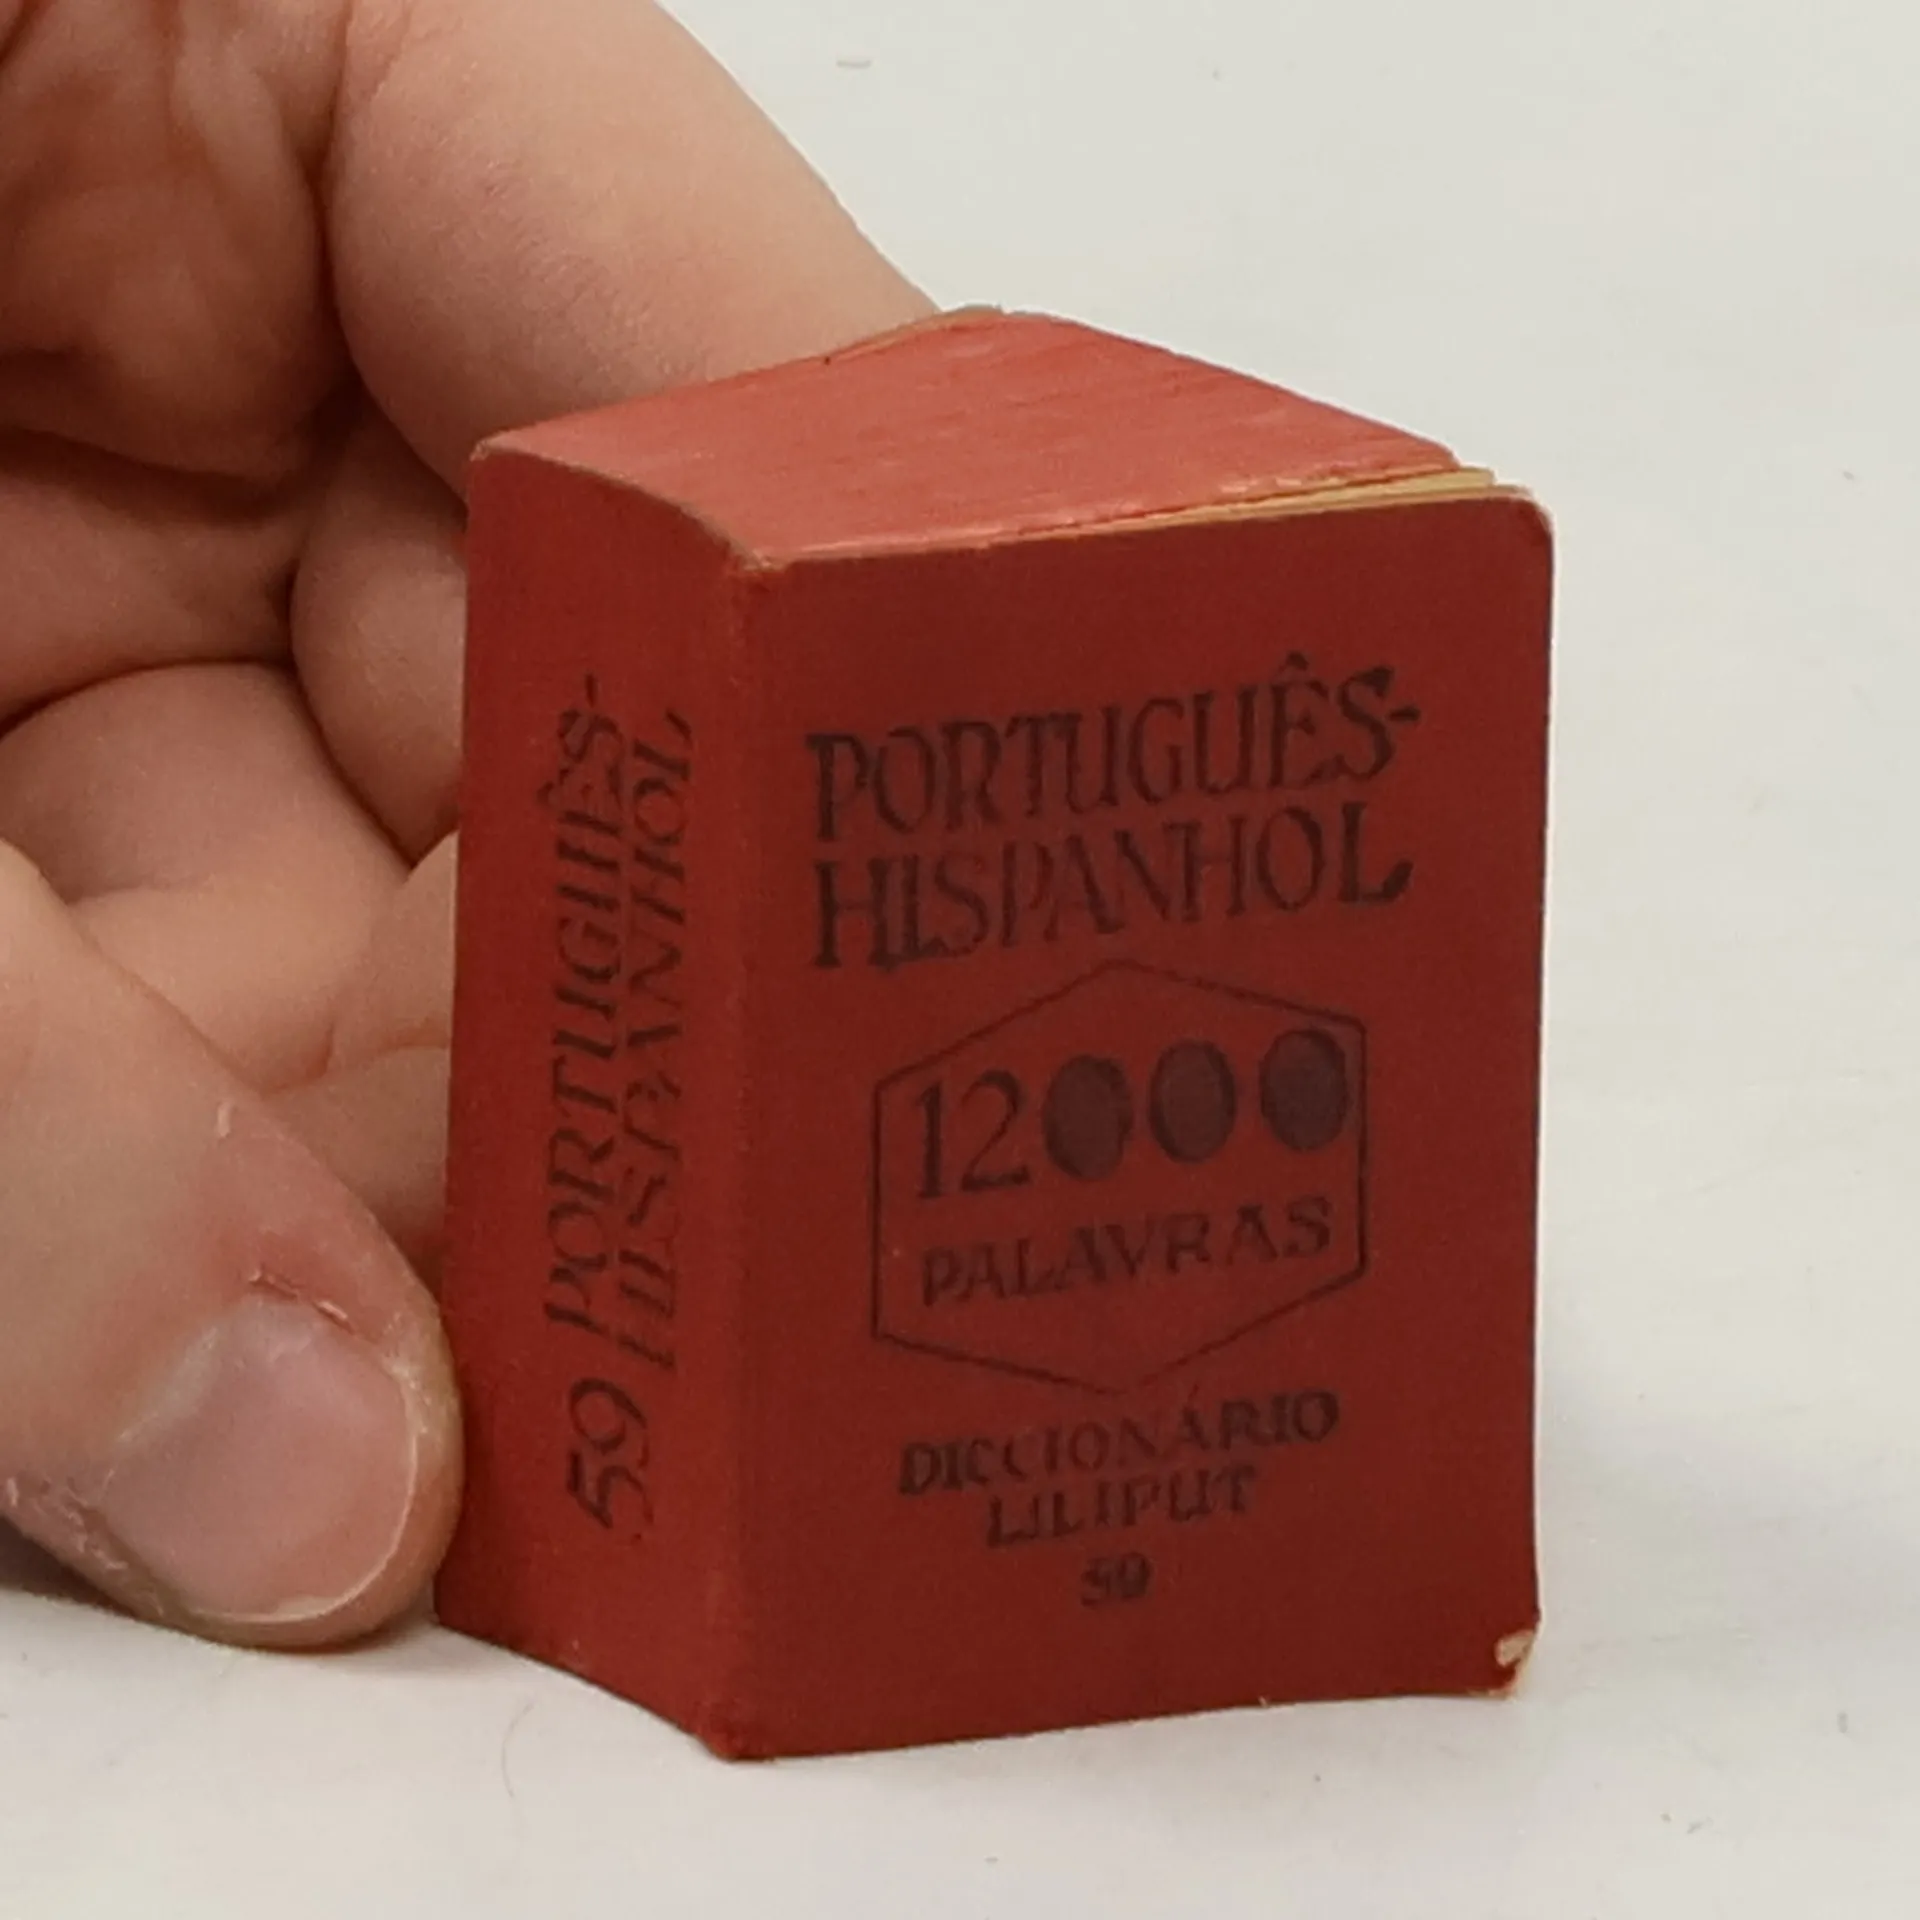 59 PORTUGUÊS-
HISPANHOL
PORTUGUÊS-
HISPANHOL
12000
PALAVRAS
DICCIONÁRIO
LILIPUT
59